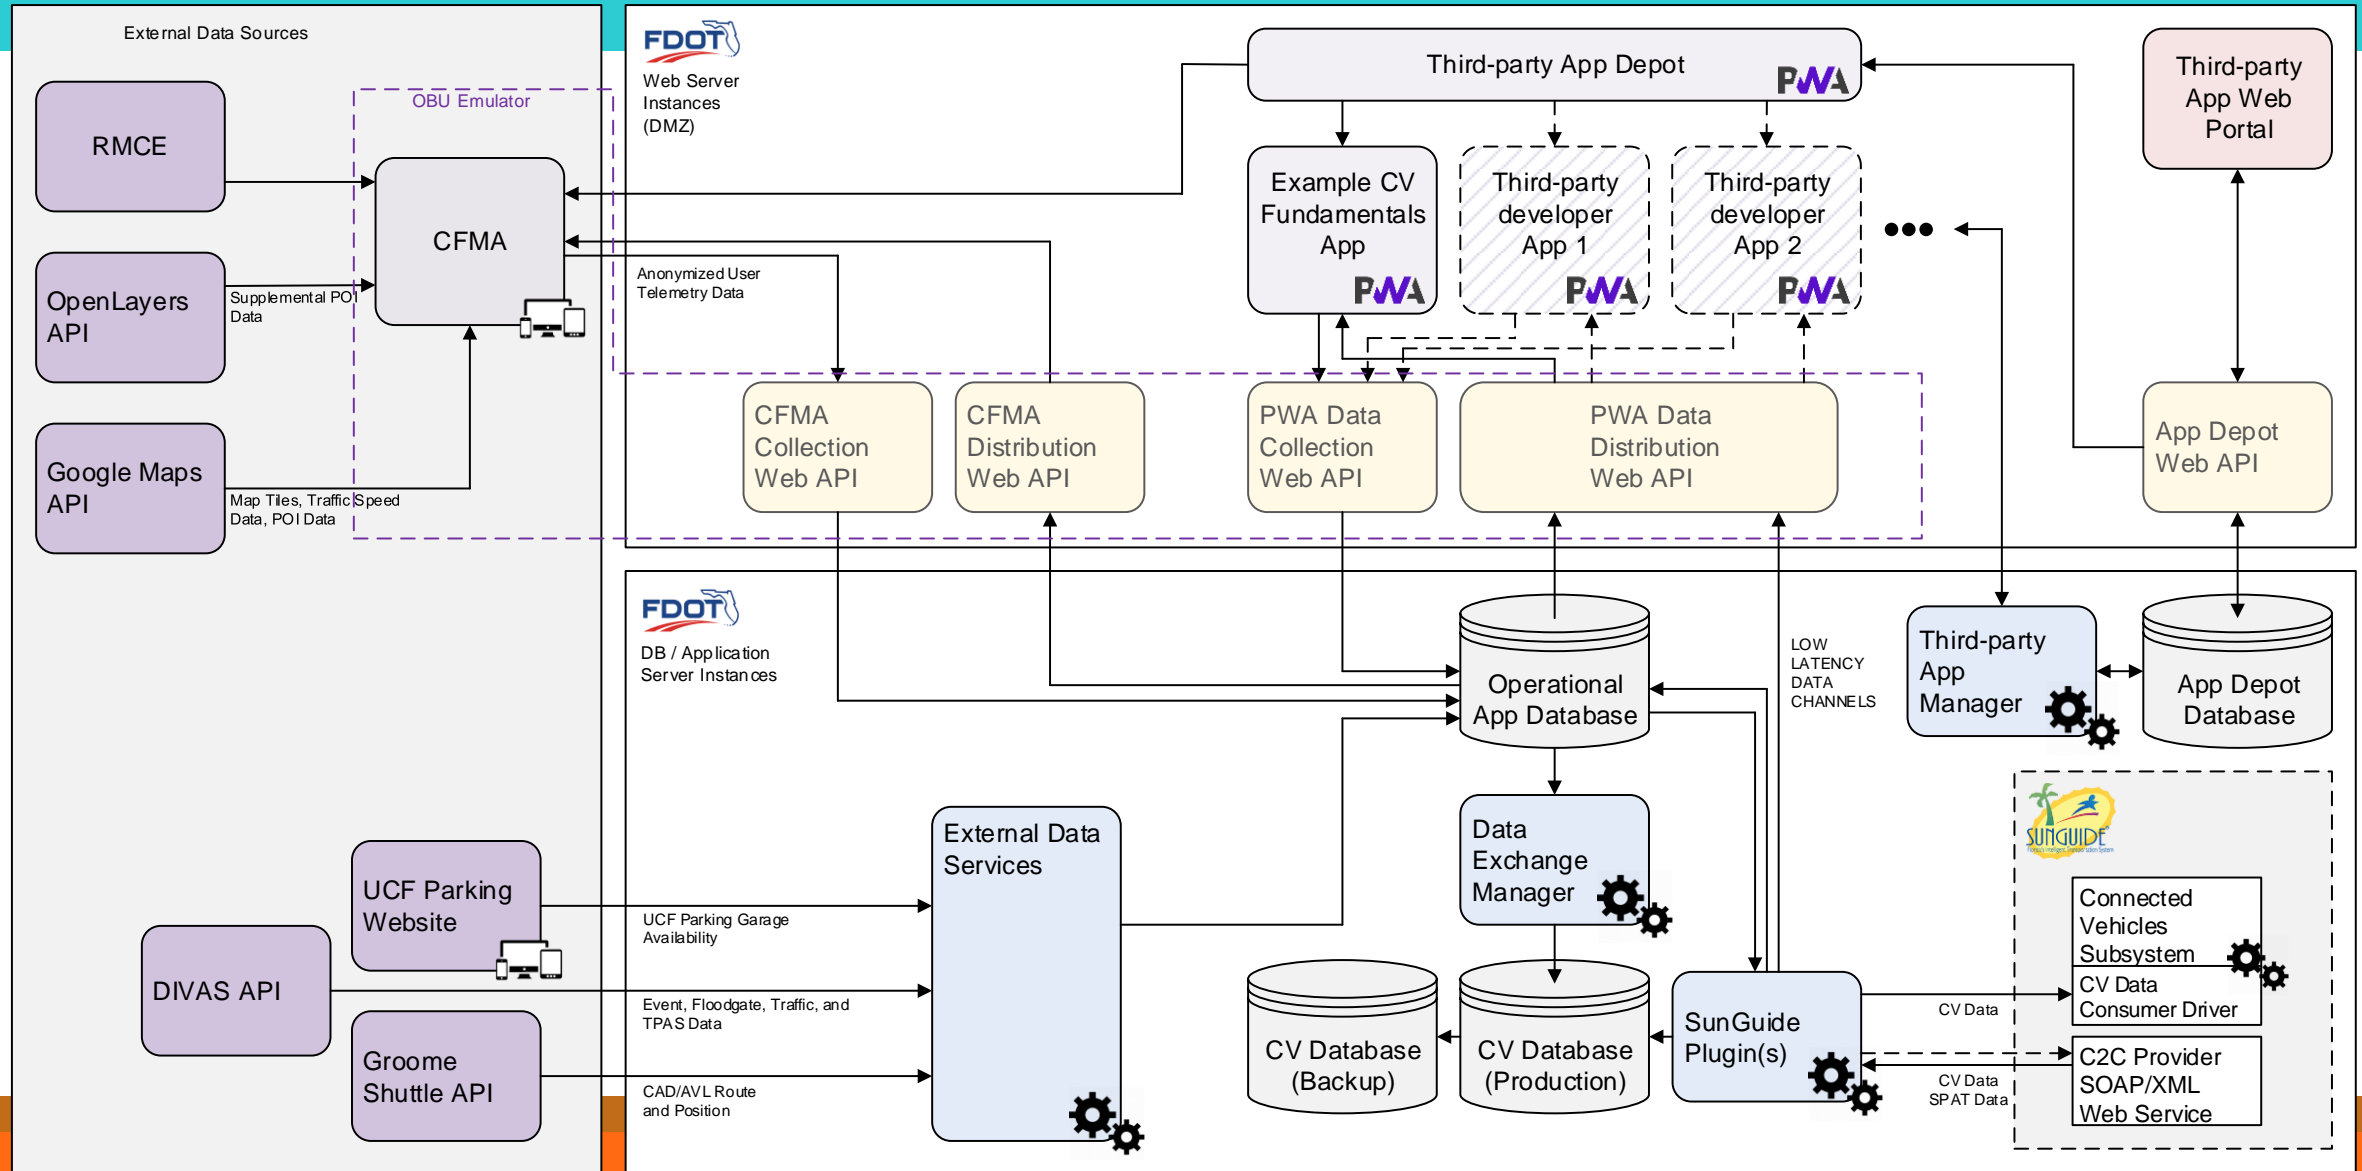 External Data Sources
RMCE
OBU Emulator
CFMA
OpenLayers
API
Supplemental POI
Data
Google Maps
API
Map Tiles, Traffic Speed
Data, POI Data
UCF Parking
Website
DIVAS API
Groome
Shuttle API
FDOT
Web Server
Instances
(DMZ)
Third-party App Depot
PWA
Third-party
App Web
Portal
Example CV
Fundamentals
App
PWA
Third-party
developer
App 1
PWA
Third-party
developer
App 2
PWA
Anonymized User
Telemetry Data
CFMA
Collection
Web API
CFMA
Distribution
Web API
PWA Data
Collection
Web API
PWA Data
Distribution
Web API
App Depot
Web API
FDOT
DB / Application
Server Instances
Operational
App Database
LOW
LATENCY
DATA
CHANNELS
Third-party
App
Manager
App Depot
Database
External Data
Services
Data
Exchange
Manager
UCF Parking Garage
Availability
Event, Floodgate, Traffic, and
TPAS Data
CAD/AVL Route
and Position
CV Database
(Backup)
CV Database
(Production)
SunGuide
Plugin(s)
CV Data
CV Data
SPAT Data
SUNGUIDE
Connected
Vehicles
Subsystem
CV Data
Consumer Driver
C2C Provider
SOAP/XML
Web Service